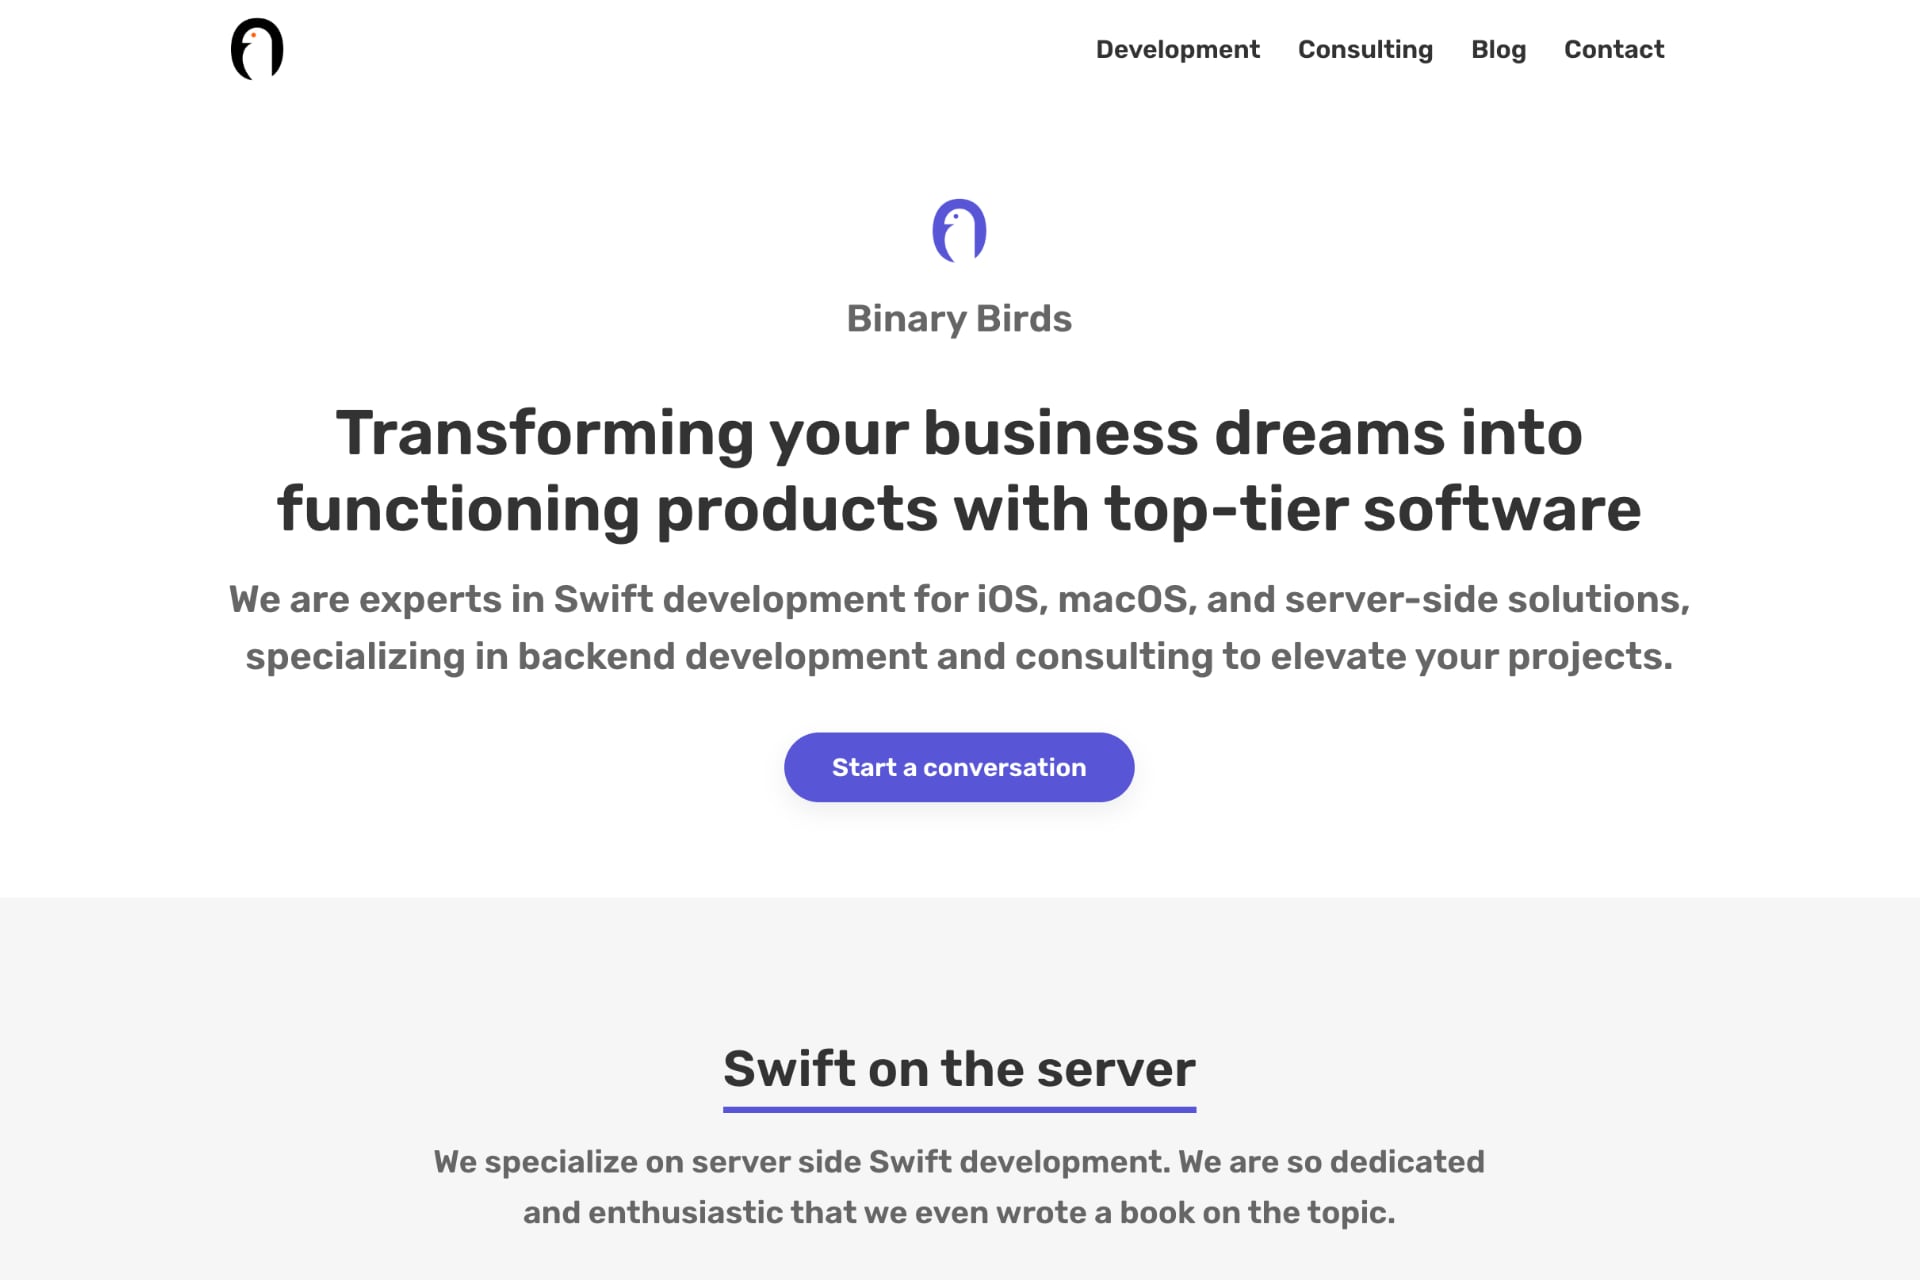 Development
Consulting
Blog
Contact
Binary Birds
Transforming your business dreams into
functioning products with top-tier software
We are experts in Swift development for iOS, macOS, and server-side solutions,
specializing in backend development and consulting to elevate your projects.
Start a conversation
Swift on the server
We specialize on server side Swift development. We are so dedicated
and enthusiastic that we even wrote a book on the topic.